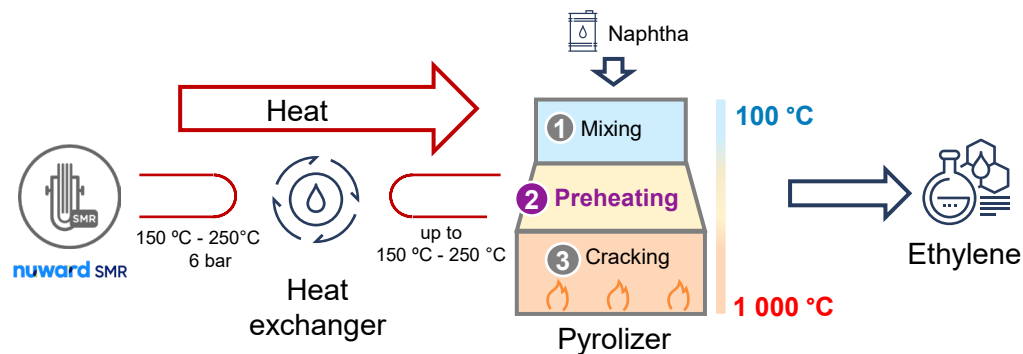 Naphtha
Heat
1 Mixing
100 °C
2 Preheating
SMR
nuward SMR
150 ºC - 250°C
6 bar
up to
150 ºC - 250 °C
3 Cracking
Ethylene
Heat
exchanger
1 000 °C
Pyrolizer